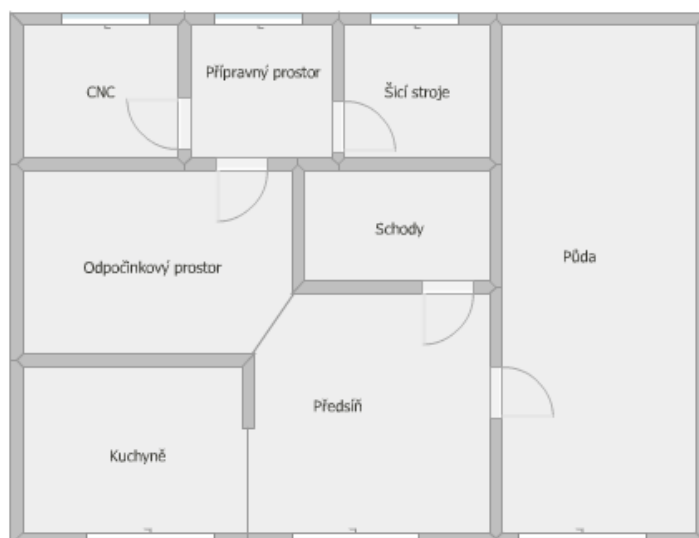 CNC
Přípravný prostor
Šicí stroje
Schody
Půda
Odpočinkový prostor
Předsíň
Kuchyně